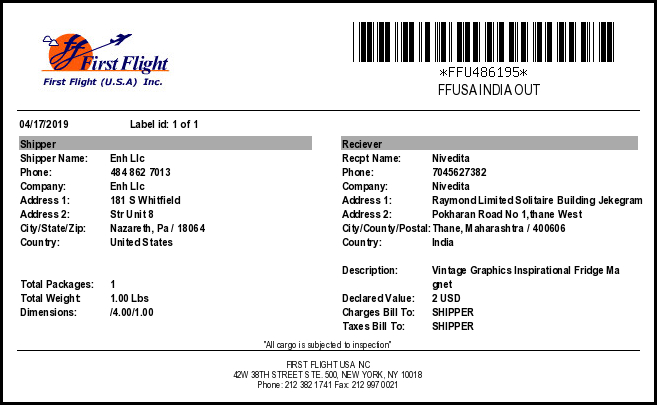 First Flight
First Flight (U.S.A) Inc.
*FFU486195*
FFUSA INDIA OUT
04/17/2019 Label id: 1 of 1
Shipper
Shipper Name: Enh Llc
Phone: 484 862 7013
Company: Enh Llc
Address 1: 181 S Whitfield
Address 2: Str Unit 8
City/State/Zip: Nazareth, Pa / 18064
Country: United States
Total Packages: 1
Total Weight: 1.00 Lbs
Dimensions: /4.00/1.00
Reciever
Recpt Name: Nivedita
Phone: 7045627382
Company: Nivedita
Address 1: Raymond Limited Solitaire Building Jekegram
Address 2: Pokharan Road No 1,thane West
City/County/Postal: Thane, Maharashtra / 400606
Country: India
Description: Vintage Graphics Inspirational Fridge Ma
gnet
Declared Value: 2 USD
Charges Bill To: SHIPPER
Taxes Bill To: SHIPPER
"All cargo is subjected to inspection"
FIRST FLIGHT USA INC
42W 38TH STREET STE. 500, NEW YORK, NY 10018
Phone: 212 382 1741 Fax: 212 997 0021